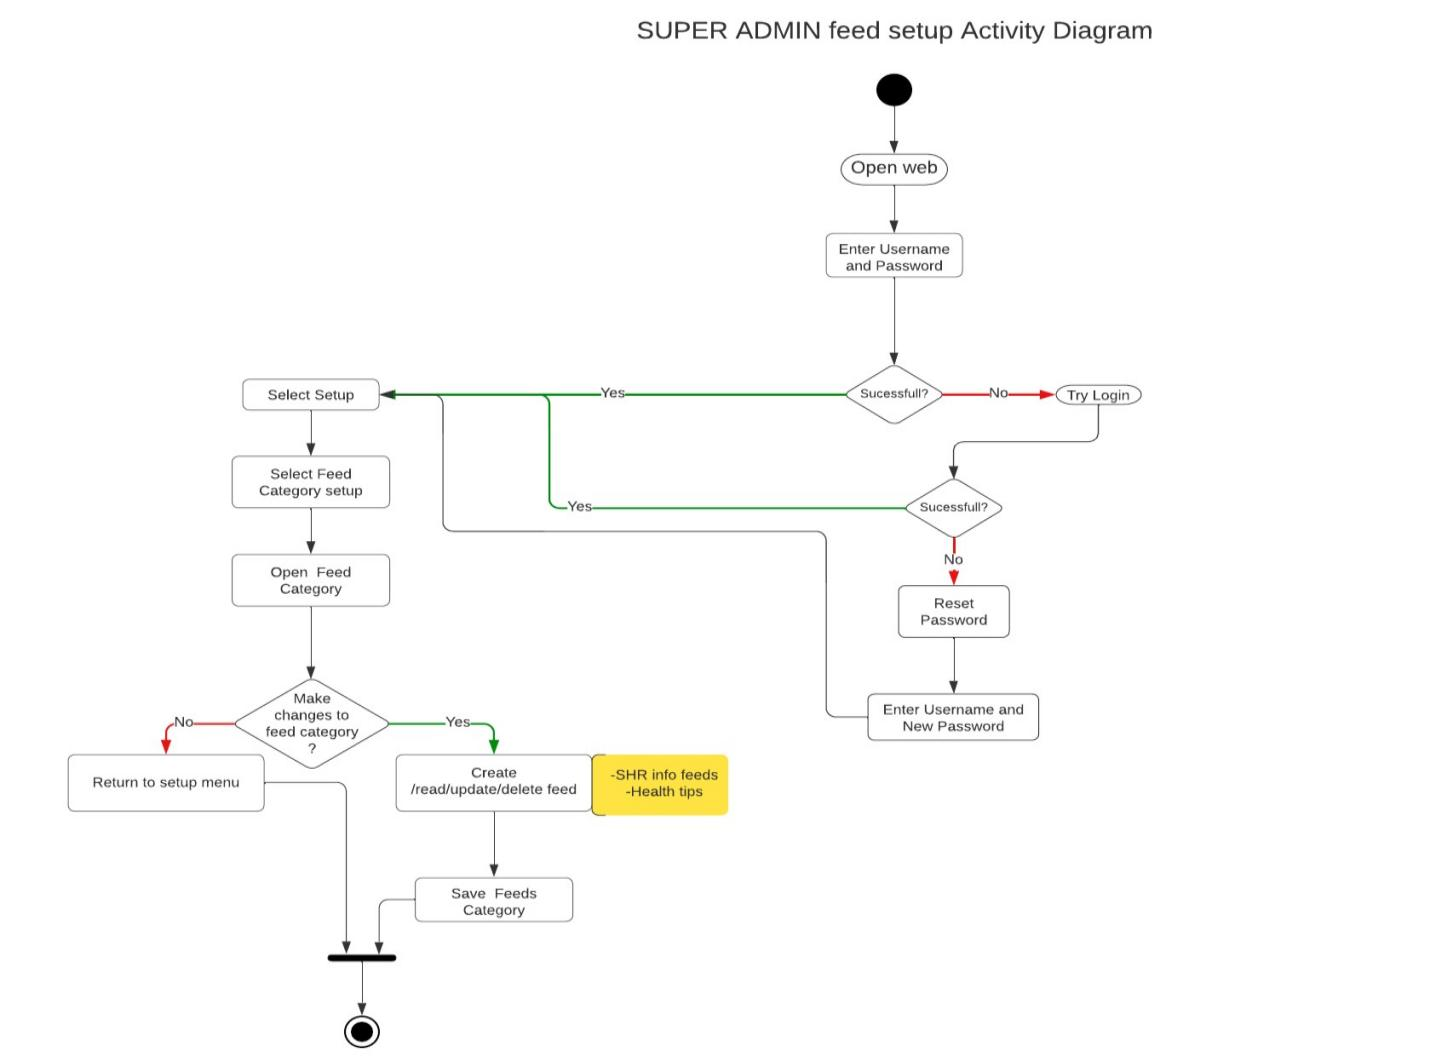 SUPER ADMIN feed setup Activity Diagram
Open web
Enter Username
and Password
Select Setup
Yes
Sucessfull?
No
Try Login
Select Feed
Category setup
Yes
Sucessfull?
No
Open Feed
Category
Reset
Password
Make
changes to
feed category
?
No
Yes
Enter Username and
New Password
Return to setup menu
Create
/read/update/delete feed
-SHR info feeds
-Health tips
Save Feeds
Category